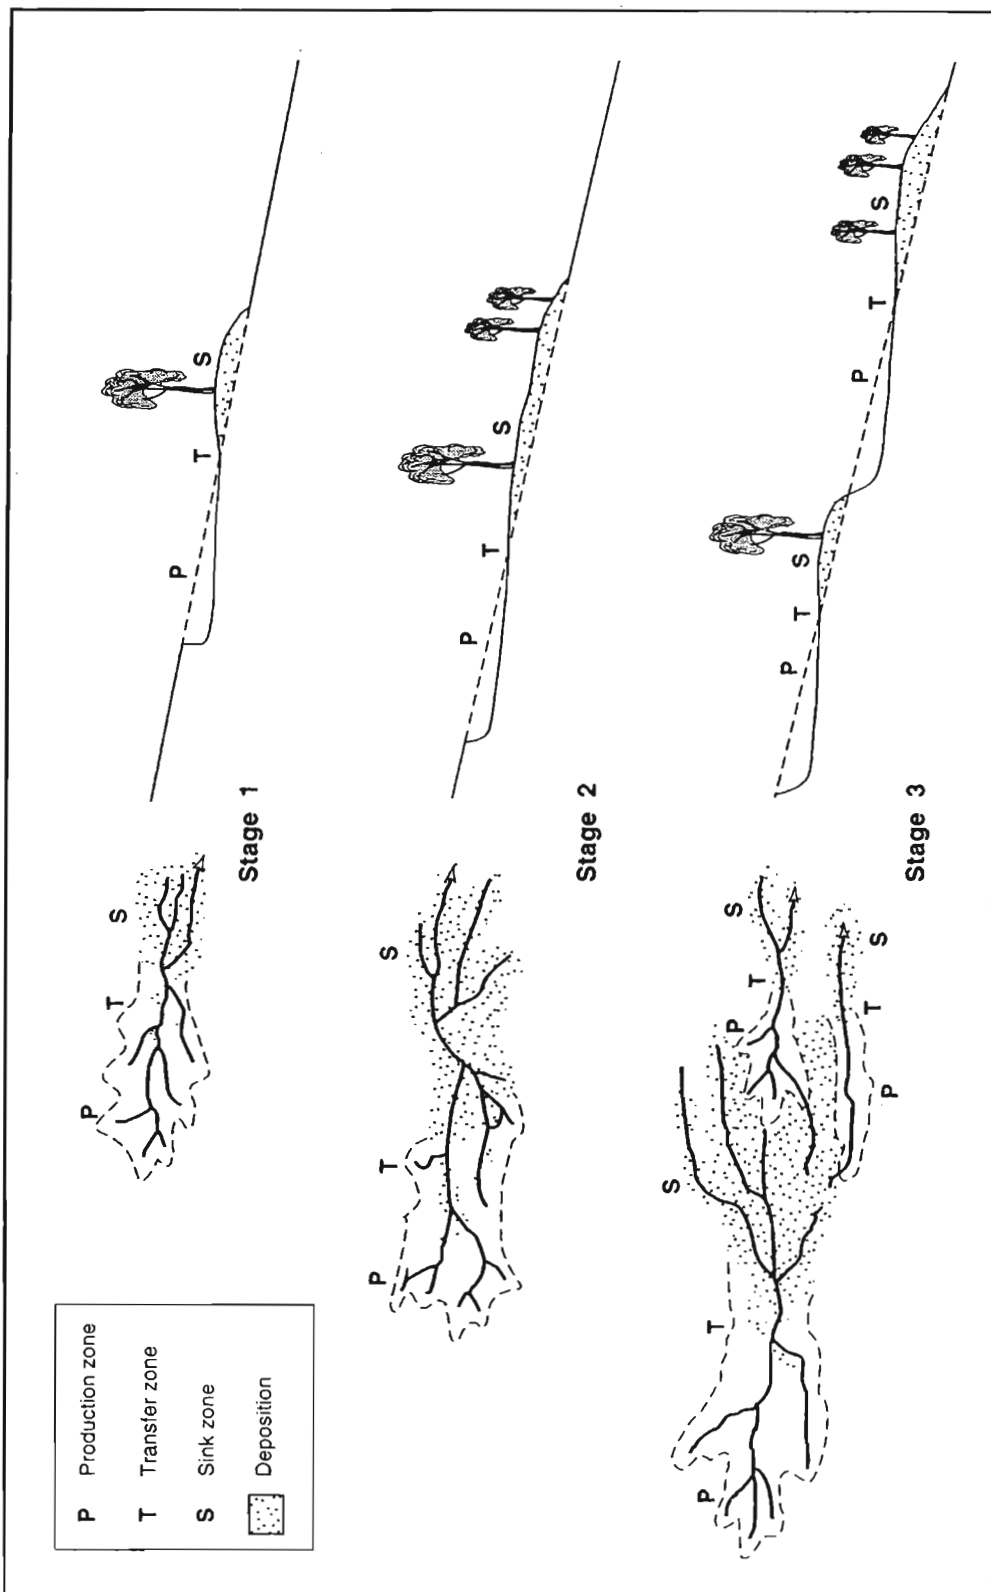 P Production zone
T Transfer zone
S Sink zone
Deposition
P
T
S
P
T
S
Stage 1
P
T
S
P
T
S
Stage 2
P
T
S
P
T
S
P
T
S
P
T
S
P
T
S
Stage 3